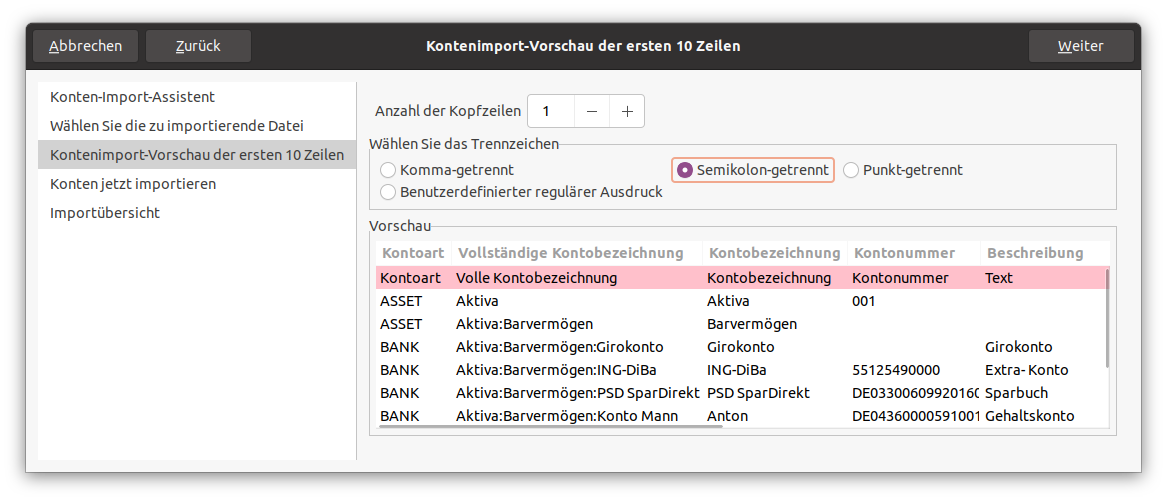 Abbrechen Zurück Kontenimport-Vorschau der ersten 10 Zeilen Weiter
Konten-Import-Assistent
Wählen Sie die zu importierende Datei
Kontenimport-Vorschau der ersten 10 Zeilen
Konten jetzt importieren
Importübersicht
Anzahl der Kopfzeilen 1 − +
Wählen Sie das Trennzeichen
Komma-getrennt Semikolon-getrennt Punkt-getrennt
Benutzerdefinierter regulärer Ausdruck
Vorschau
Kontoart Vollständige Kontobezeichnung Kontobezeichnung Kontonummer Beschreibung
Kontoart Volle Kontobezeichnung Kontobezeichnung Kontonummer Text
ASSET Aktiva Aktiva 001
ASSET Aktiva:Barvermögen Barvermögen
BANK Aktiva:Barvermögen:Girokonto Girokonto Girokonto
BANK Aktiva:Barvermögen:ING-DiBa ING-DiBa 55125490000 Extra- Konto
BANK Aktiva:Barvermögen:PSD SparDirekt PSD SparDirekt DE0330060992016 Sparbuch
BANK Aktiva:Barvermögen:Konto Mann Anton DE04360000591001 Gehaltskonto